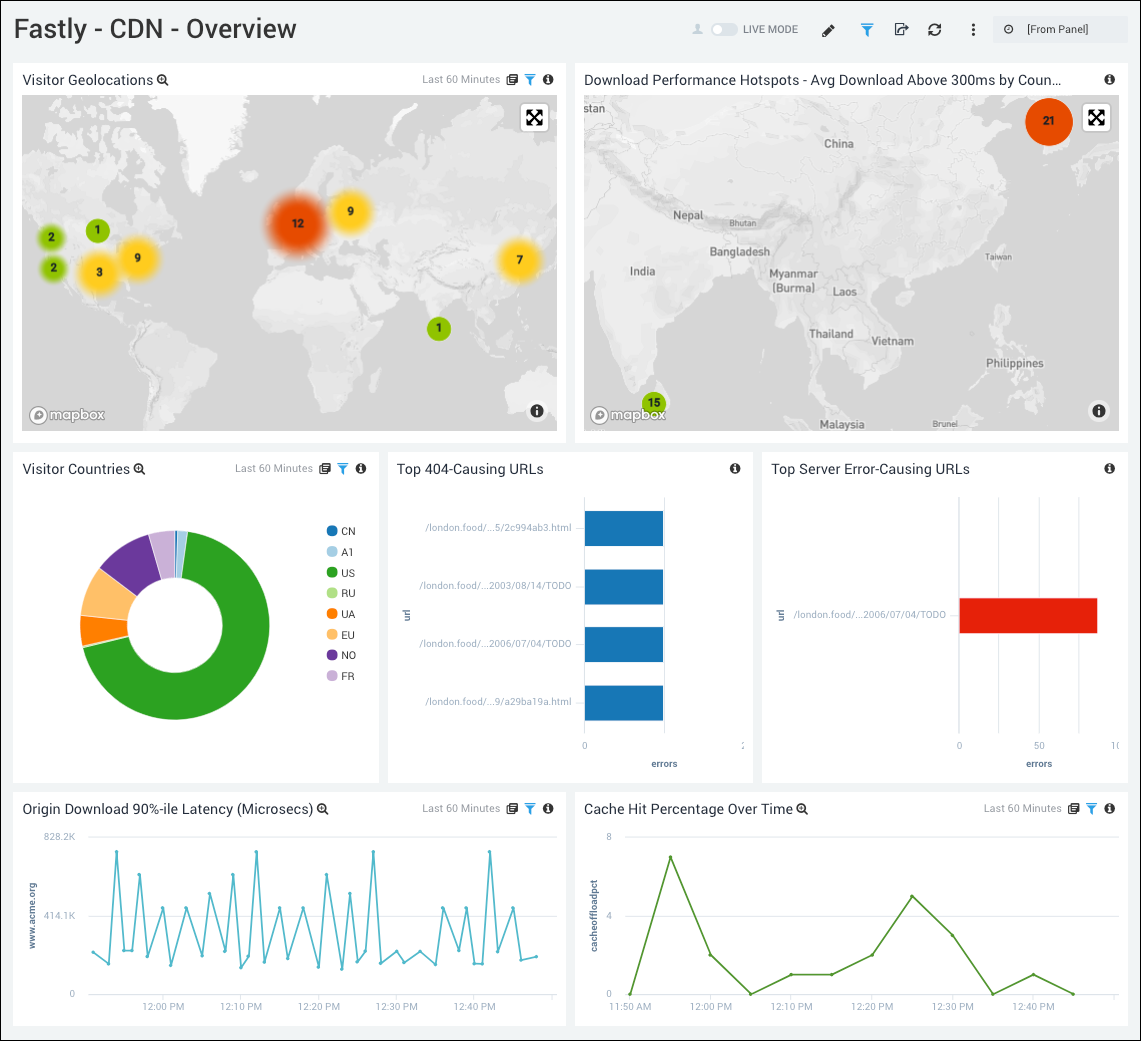 Fastly - CDN - Overview
LIVE MODE
[From Panel]
Visitor Geolocations
Last 60 Minutes
12
9
1
2
9
2
3
7
1
mapbox
Download Performance Hotspots - Avg Download Above 300ms by Coun...
stan
21
China
Nepal
Bhutan
Bangladesh
India
Myanmar
(Burma)
Laos
Taiwan
Thailand
Vietnam
Philippines
15
mapbox
Malaysia
Brunei
Visitor Countries
Last 60 Minutes
CN
A1
US
RU
UA
EU
NO
FR
Top 404-Causing URLs
/london.food/...5/2c994ab3.html
/london.food/...2003/08/14/TODO
url
/london.food/...2006/07/04/TODO
/london.food/...9/a29ba19a.html
0
errors
Top Server Error-Causing URLs
url
/london.food/...2006/07/04/TODO
0 50
errors
Origin Download 90%-ile Latency (Microsecs)
Last 60 Minutes
828.2K
www.acme.org
414.1K
0
12:00 PM 12:10 PM 12:20 PM 12:30 PM 12:40 PM
Cache Hit Percentage Over Time
Last 60 Minutes
8
cacheoffloadpct
4
0
11:50 AM 12:00 PM 12:10 PM 12:20 PM 12:30 PM 12:40 PM